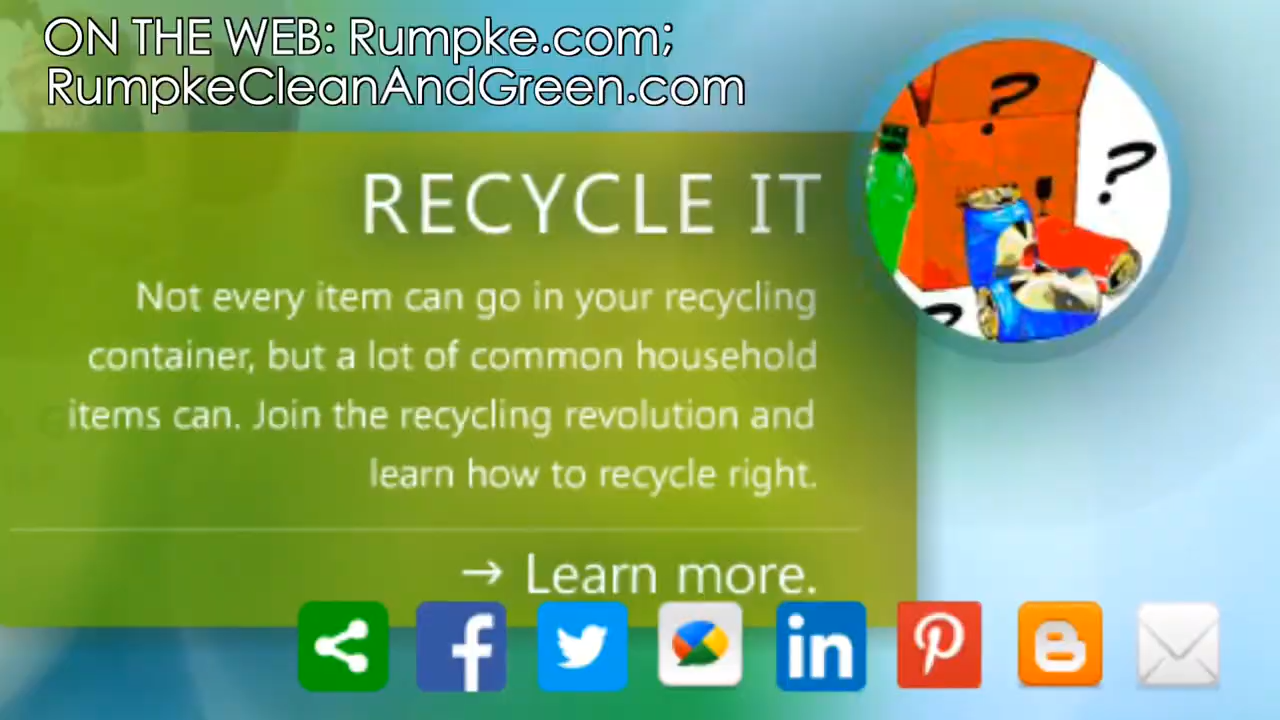 ON THE WEB: Rumpke.com;
RumpkeCleanAndGreen.com
RECYCLE IT
Not every item can go in your recycling
container, but a lot of common household
items can. Join the recycling revolution and
learn how to recycle right.
→ Learn more.